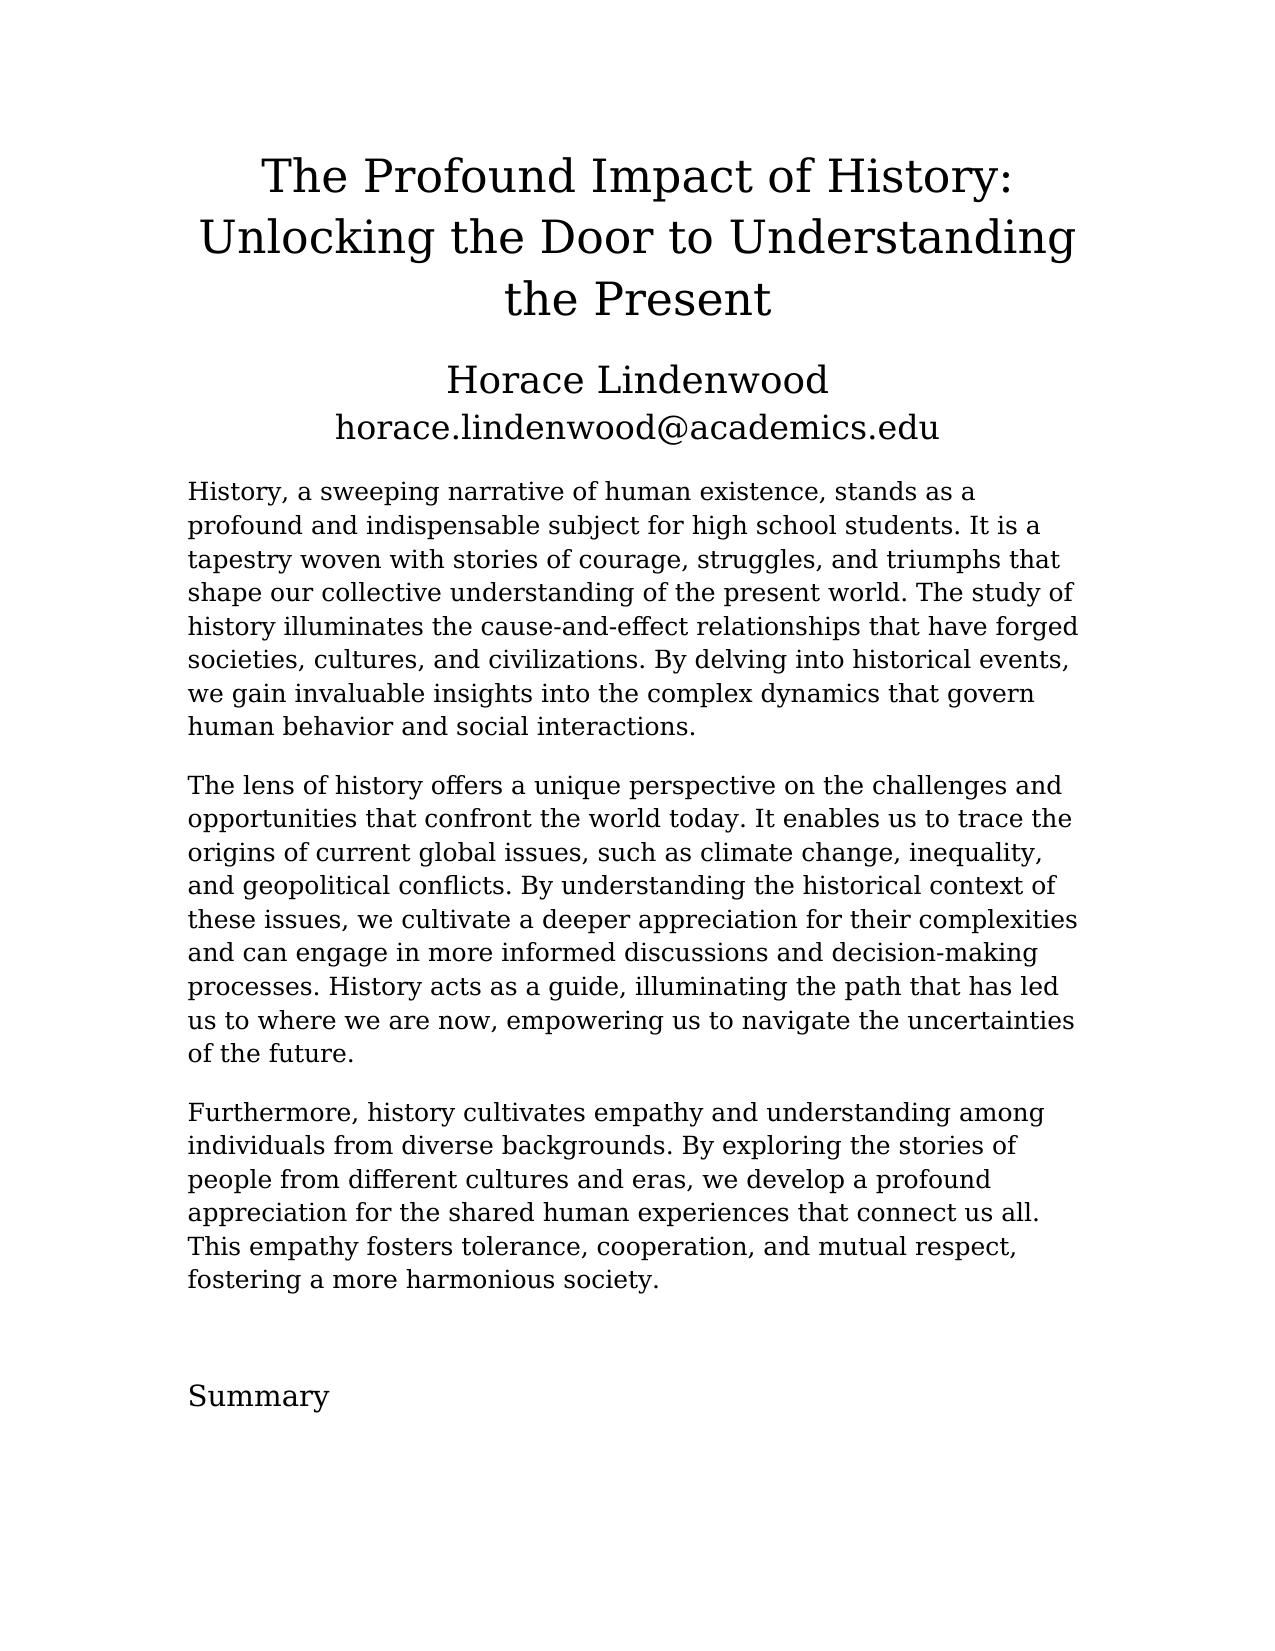 The Profound Impact of History:
Unlocking the Door to Understanding
the Present
Horace Lindenwood
horace.lindenwood@academics.edu
History, a sweeping narrative of human existence, stands as a
profound and indispensable subject for high school students. It is a
tapestry woven with stories of courage, struggles, and triumphs that
shape our collective understanding of the present world. The study of
history illuminates the cause-and-effect relationships that have forged
societies, cultures, and civilizations. By delving into historical events,
we gain invaluable insights into the complex dynamics that govern
human behavior and social interactions.
The lens of history offers a unique perspective on the challenges and
opportunities that confront the world today. It enables us to trace the
origins of current global issues, such as climate change, inequality,
and geopolitical conflicts. By understanding the historical context of
these issues, we cultivate a deeper appreciation for their complexities
and can engage in more informed discussions and decision-making
processes. History acts as a guide, illuminating the path that has led
us to where we are now, empowering us to navigate the uncertainties
of the future.
Furthermore, history cultivates empathy and understanding among
individuals from diverse backgrounds. By exploring the stories of
people from different cultures and eras, we develop a profound
appreciation for the shared human experiences that connect us all.
This empathy fosters tolerance, cooperation, and mutual respect,
fostering a more harmonious society.
Summary